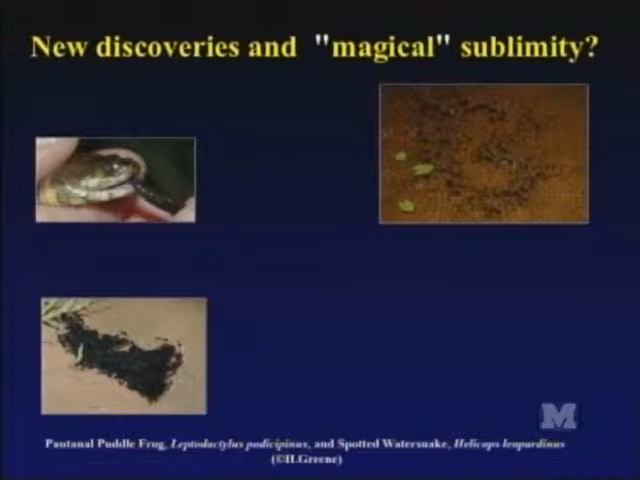 New discoveries and "magical" sublimity?
M
Pantanal Puddle Frog, Leptodactylus podicipinus, and Spotted Watersnake, Helicops leopardinus
(©H.Greene)